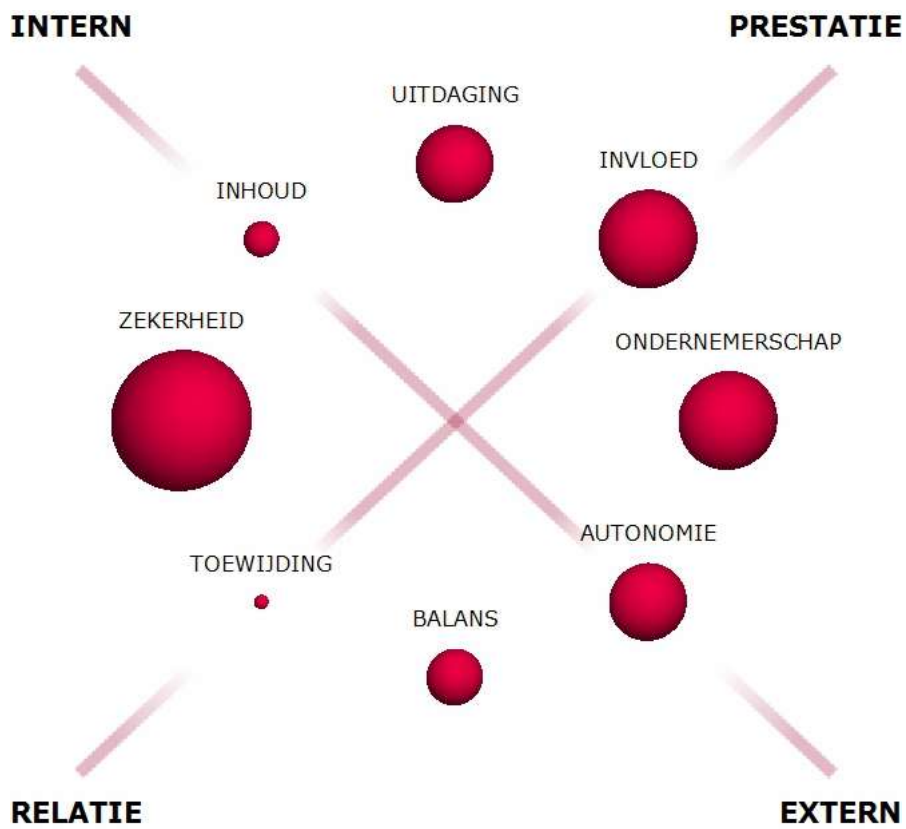 INTERN
PRESTATIE
UITDAGING
INVLOED
INHOUD
ZEKERHEID
ONDERNEMERSCHAP
AUTONOMIE
TOEWIJDING
BALANS
RELATIE
EXTERN